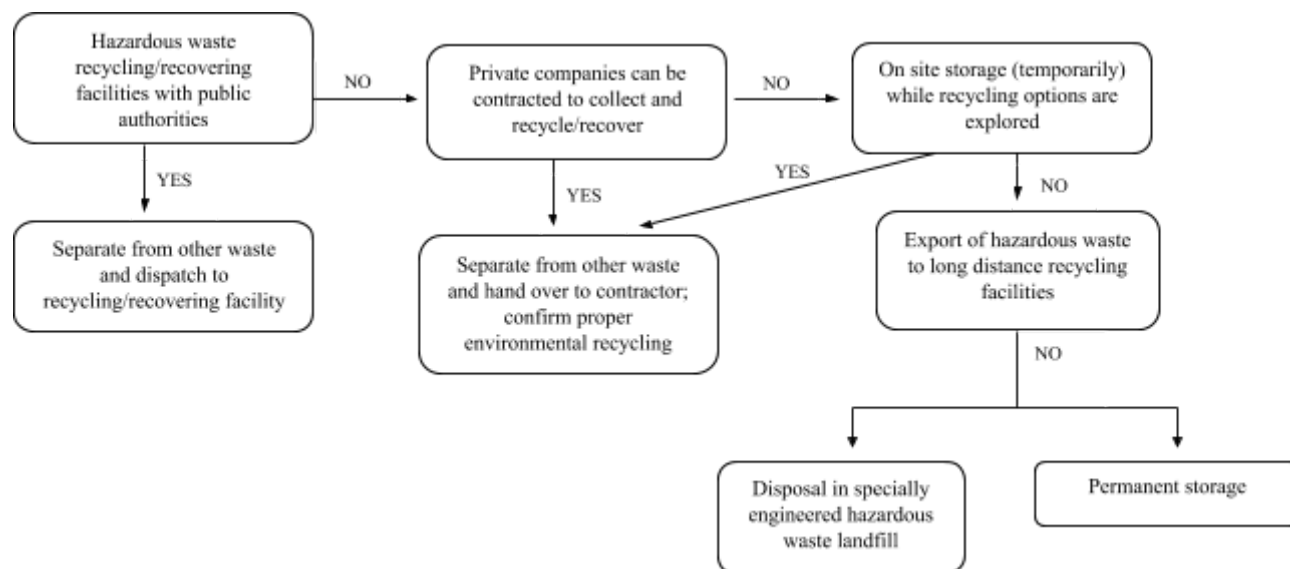 Hazardous waste
recycling/recovering
facilities with public
authorities
NO
Private companies can be
contracted to collect and
recycle/recover
NO
On site storage (temporarily)
while recycling options are
explored
YES
YES
YES
NO
Separate from other waste
and dispatch to
recycling/recovering facility
Separate from other waste
and hand over to contractor;
confirm proper
environmental recycling
Export of hazardous waste
to long distance recycling
facilities
NO
Disposal in specially
engineered hazardous
waste landfill
Permanent storage